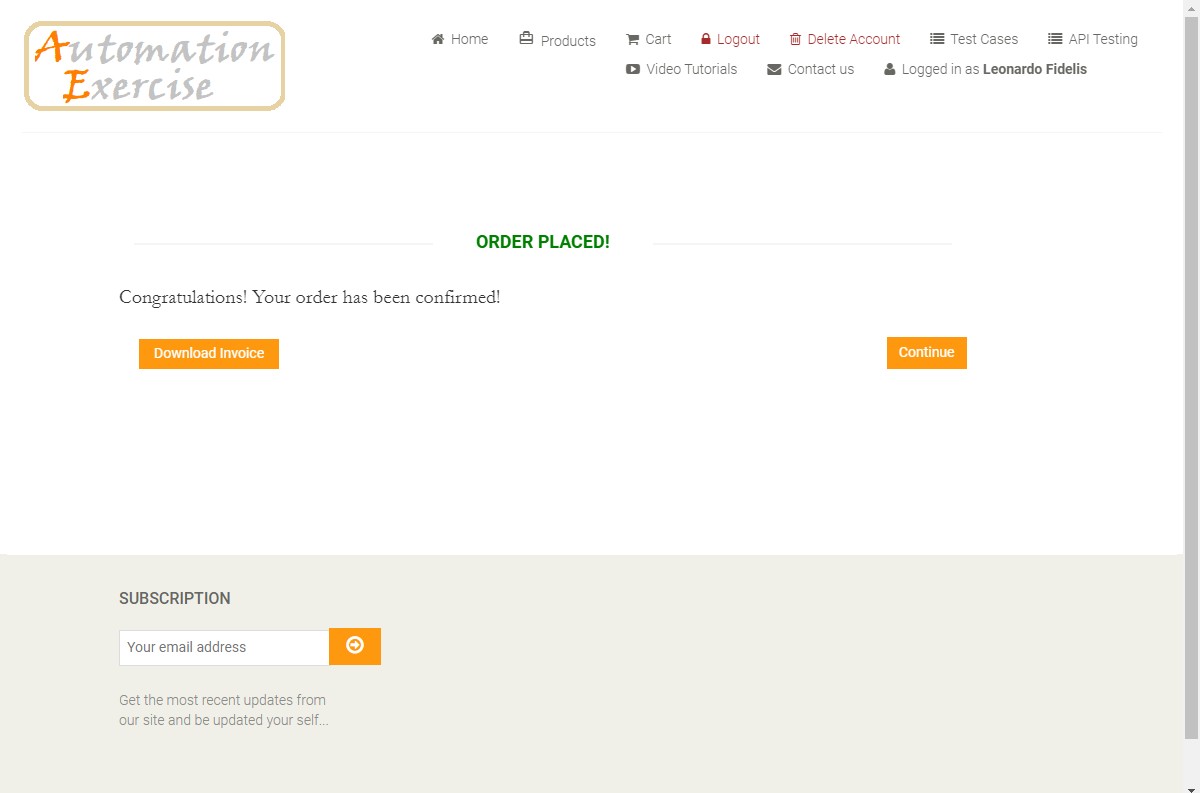 Automation
Exercise
Home Products Cart Logout Delete Account Test Cases API Testing
Video Tutorials Contact us Logged in as Leonardo Fidelis
ORDER PLACED!
Congratulations! Your order has been confirmed!
Download Invoice Continue
SUBSCRIPTION
Your email address
Get the most recent updates from
our site and be updated your self...